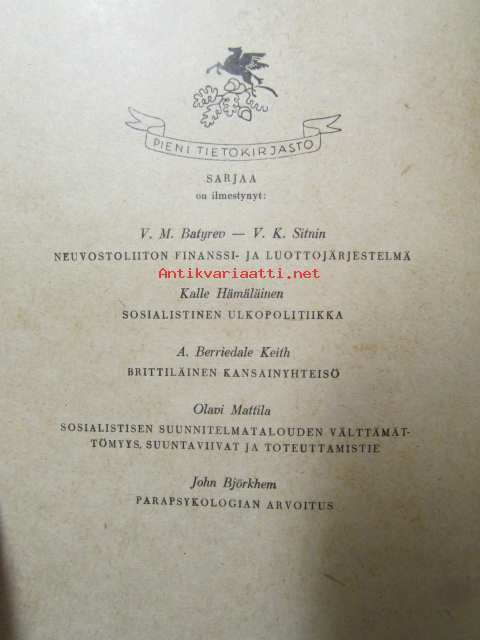 PIENI TIETOKIRJASTO
SARJAA
on ilmestynyt:
V. M. Batyrev — V. K. Sitnin
NEUVOSTOLIITON FINANSSI- JA LUOTTOJÄRJESTELMÄ
Antikvariaatti.net
Kalle Hämäläinen
SOSIALISTINEN ULKOPOLITIIKKA
A. Berriedale Keith
BRITTILÄINEN KANSAINYHTEISÖ
Olavi Mattila
SOSIALISTISEN SUUNNITELMATALOUDEN VÄLTTÄMÄT-
TÖMYYS, SUUNTAVIIVAT JA TOTEUTTAMISTIE
John Björkhem
PARAPSYKOLOGIAN ARVOITUS